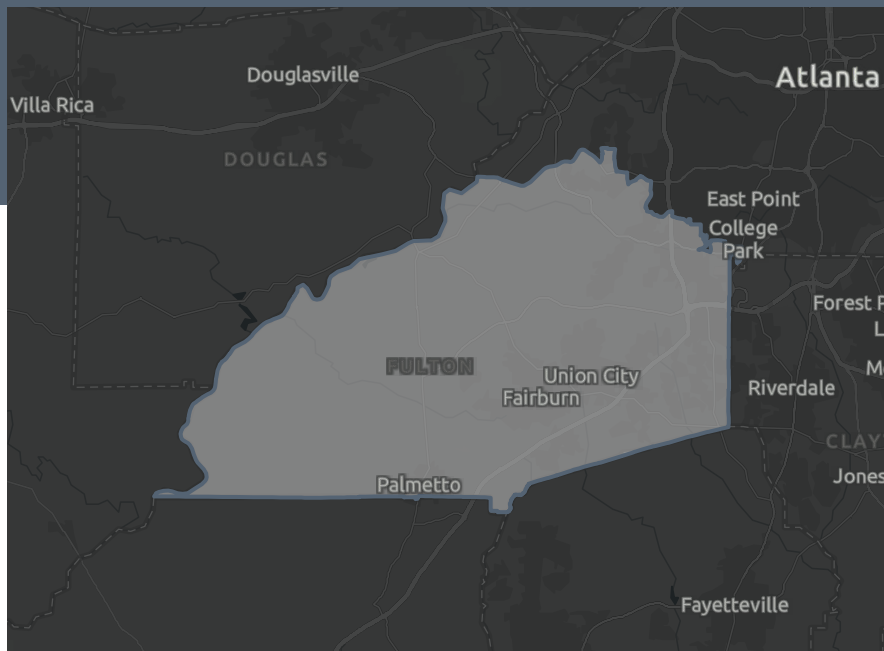 Atlanta
Douglasville
Villa Rica
DOUGLAS
East Point
College
Park
Forest P
L
FULTON
Union City
M
Riverdale
Fairburn
CLAY
Palmetto
Jones
Fayetteville